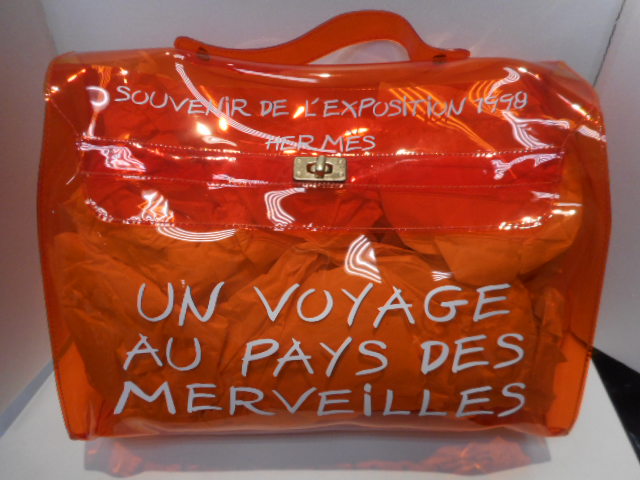 SOUVENIR DE L'EXPOSITION 1998
HERMES
UN VOYAGE
AU PAYS DES
MERVEiLLES